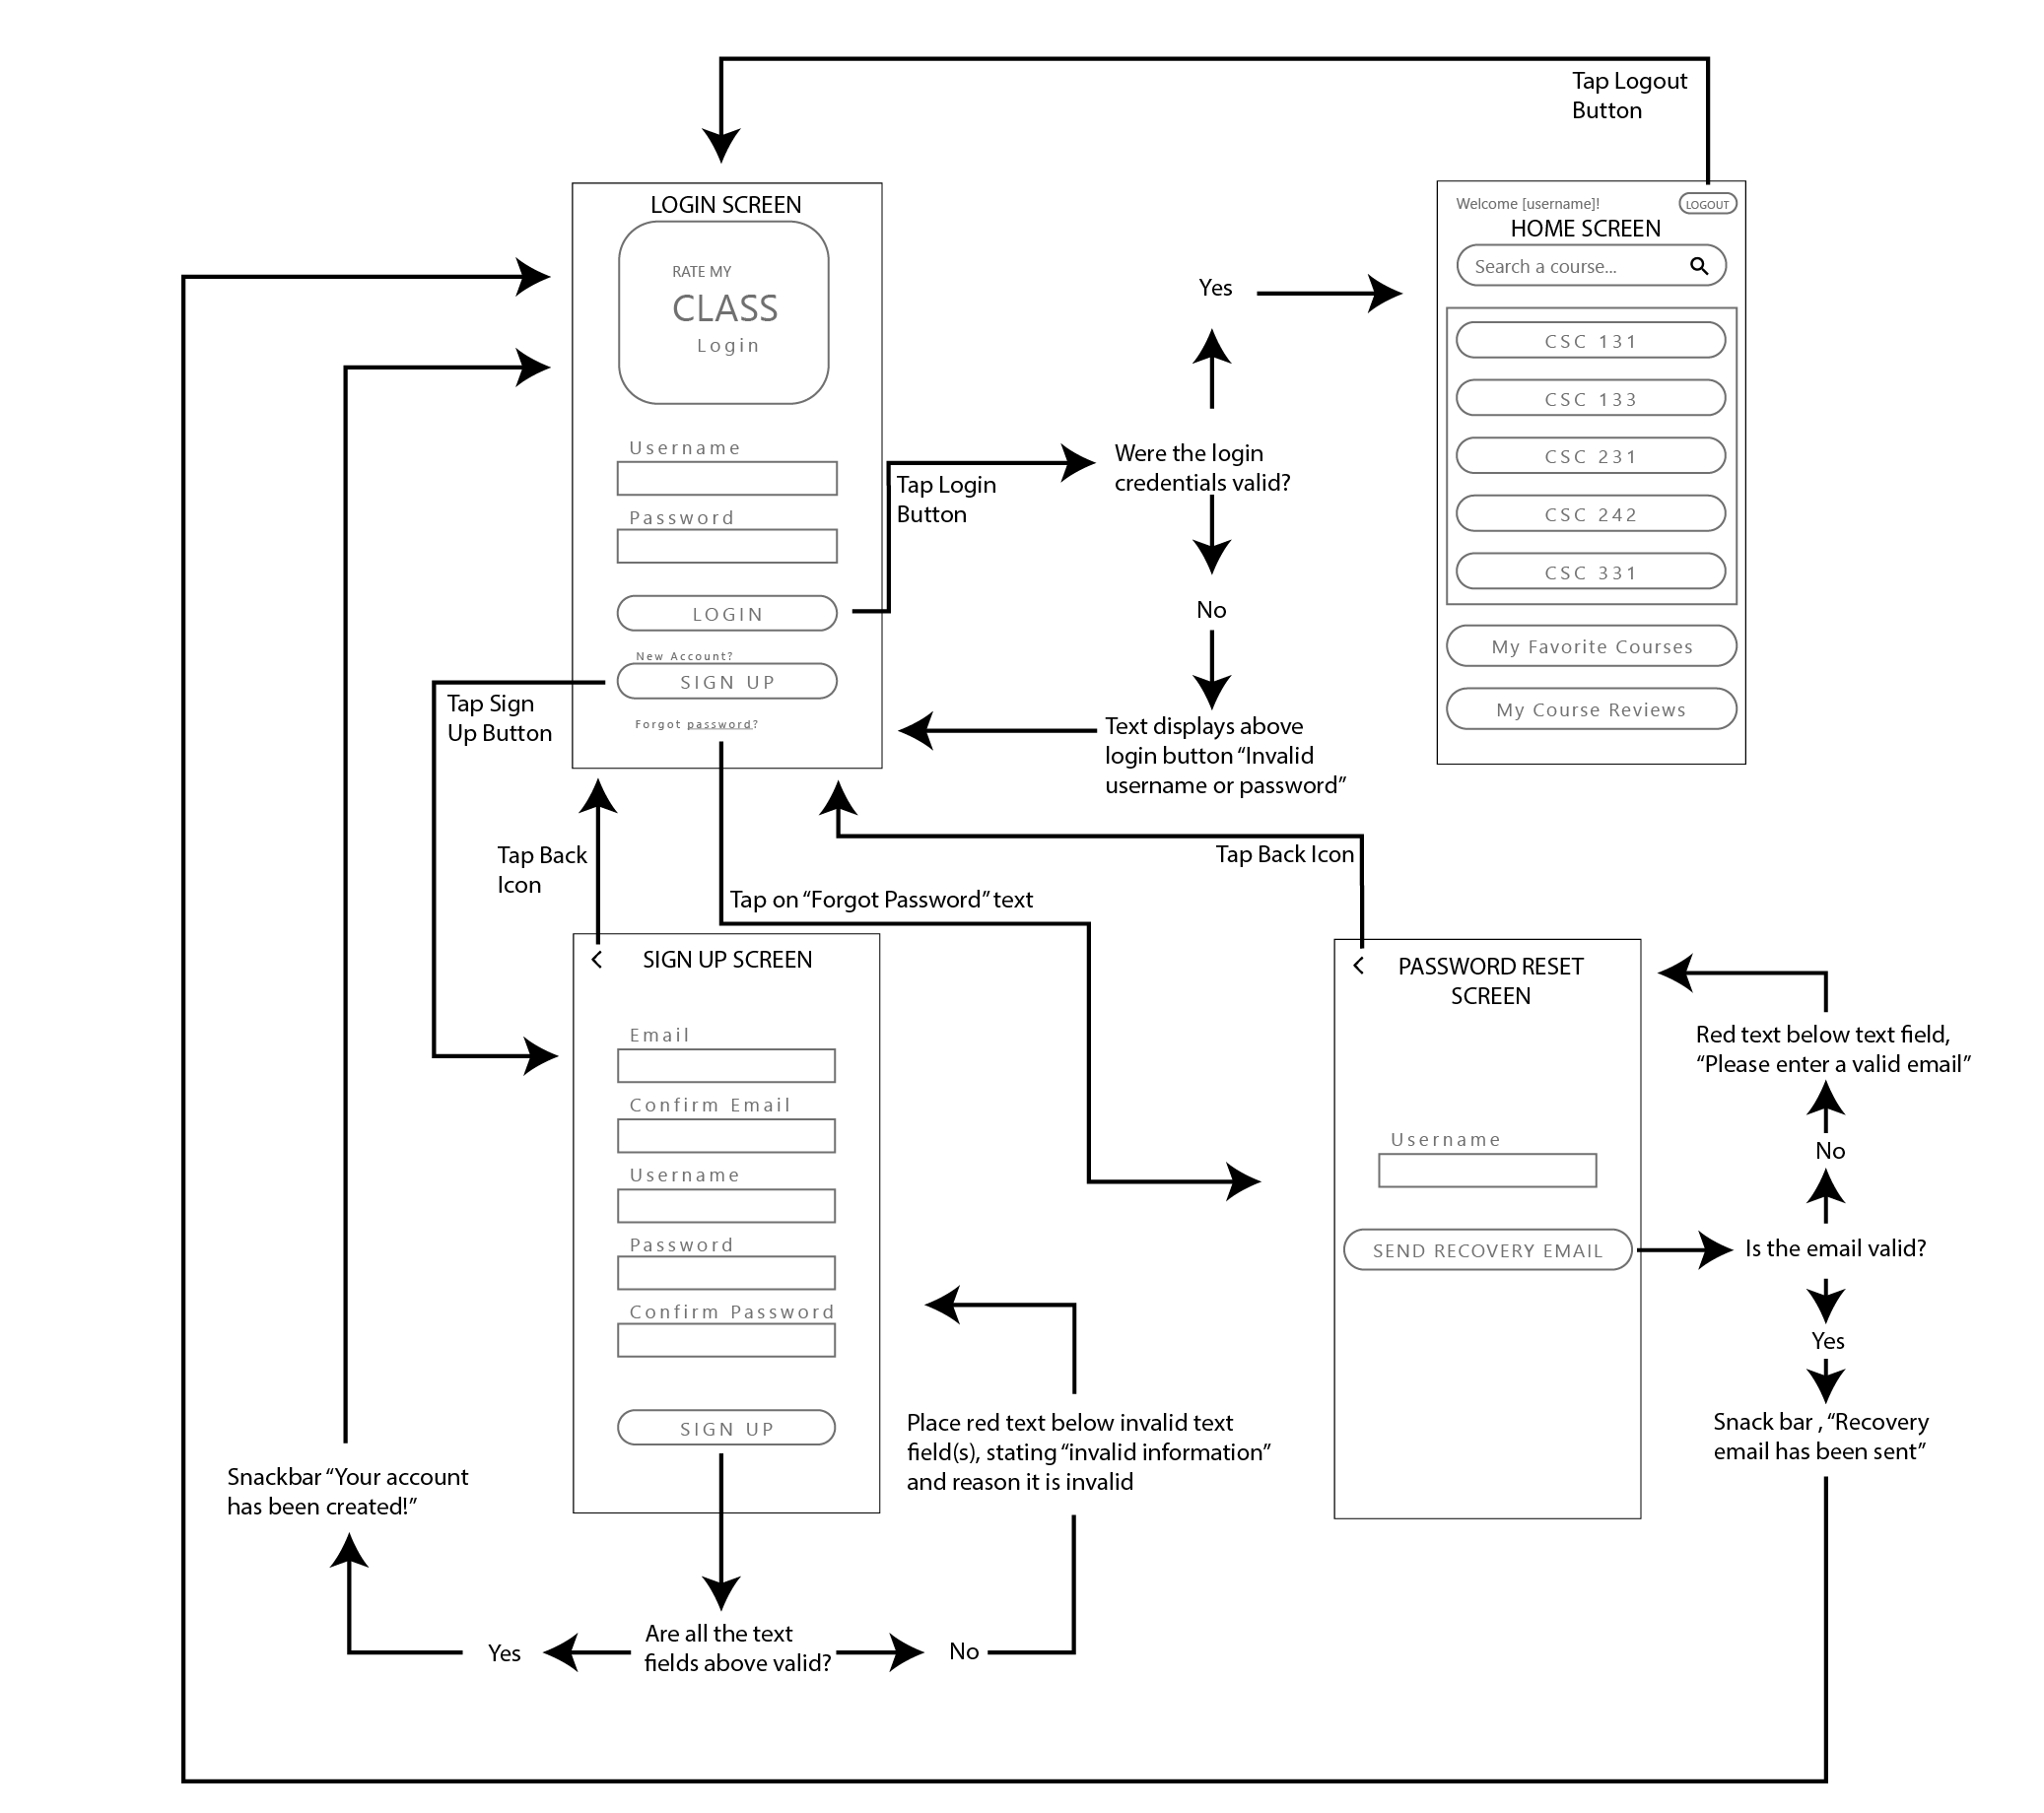 Tap Logout
Button
LOGIN SCREEN
RATE MY
CLASS
Login
Username
Password
LOGIN
New Account?
SIGN UP
Forgot password?
Welcome [username]!
LOGOUT
HOME SCREEN
Search a course...
CSC 131
CSC 133
CSC 231
CSC 242
CSC 331
My Favorite Courses
My Course Reviews
Yes
Were the login
credentials valid?
Tap Login
Button
No
Text displays above
login button “Invalid
username or password”
Tap Sign
Up Button
Tap Back
Icon
Tap Back Icon
Tap on “Forgot Password” text
SIGN UP SCREEN
Email
Confirm Email
Username
Password
Confirm Password
SIGN UP
PASSWORD RESET
SCREEN
Username
SEND RECOVERY EMAIL
Red text below text field,
“Please enter a valid email”
No
Is the email valid?
Yes
Snack bar , “Recovery
email has been sent”
Place red text below invalid text
field(s), stating “invalid information”
and reason it is invalid
Snackbar “Your account
has been created!”
Yes
Are all the text
fields above valid?
No